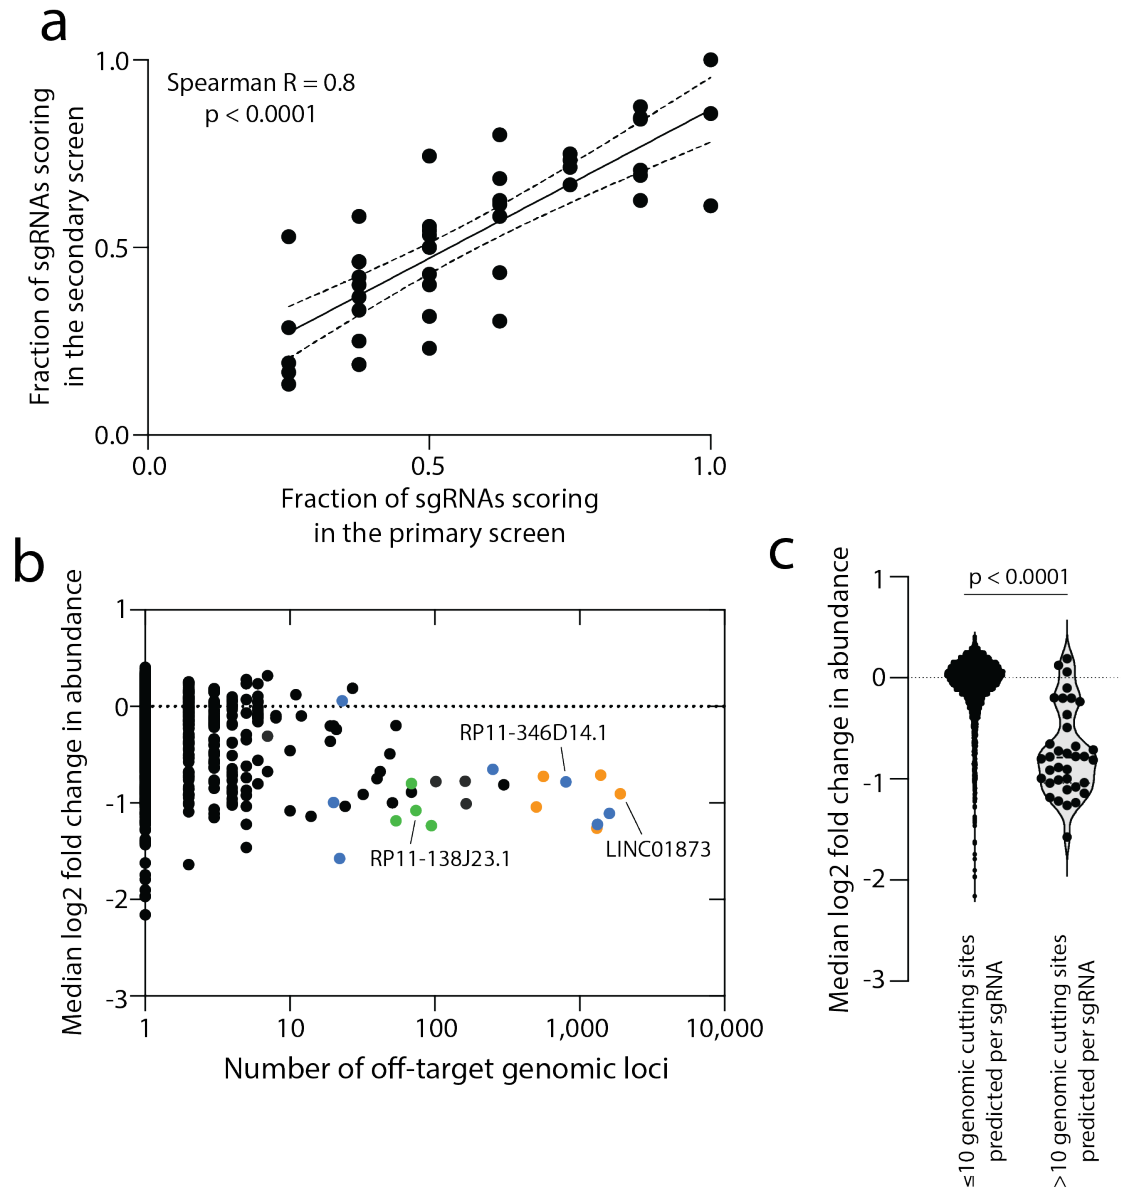 a
Fraction of sgRNAs scoring
in the secondary screen
1.0
0.5
0.0
Spearman R = 0.8
p < 0.0001
0.0 0.5 1.0
Fraction of sgRNAs scoring
in the primary screen
b
Median log2 fold change in abundance
1
0
-1
-2
-3
RP11-346D14.1
RP11-138J23.1
LINC01873
1 10 100 1,000 10,000
Number of off-target genomic loci
c
Median log2 fold change in abundance
1
0
-1
-2
-3
p < 0.0001
≤10 genomic cutting sites
predicted per sgRNA
>10 genomic cutting sites
predicted per sgRNA